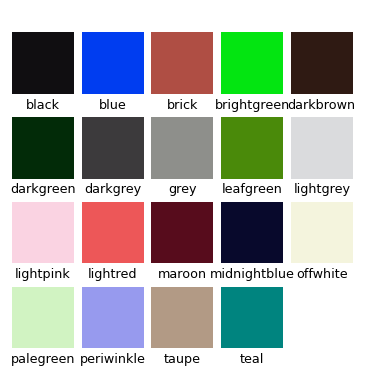 black blue brick brightgreen darkbrown
darkgreen darkgrey grey leafgreen lightgrey
lightpink lightred maroon midnightblue offwhite
palegreen periwinkle taupe teal